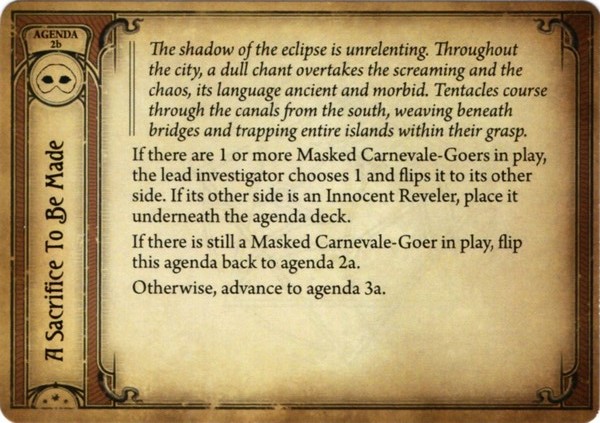 AGENDA
2b
A Sacrifice To Be Made
The shadow of the eclipse is unrelenting. Throughout
the city, a dull chant overtakes the screaming and the
chaos, its language ancient and morbid. Tentacles course
through the canals from the south, weaving beneath
bridges and trapping entire islands within their grasp.
If there are 1 or more Masked Carnevale-Goers in play,
the lead investigator chooses 1 and flips it to its other
side. If its other side is an Innocent Reveler, place it
underneath the agenda deck.
If there is still a Masked Carnevale-Goer in play, flip
this agenda back to agenda 2a.
Otherwise, advance to agenda 3a.